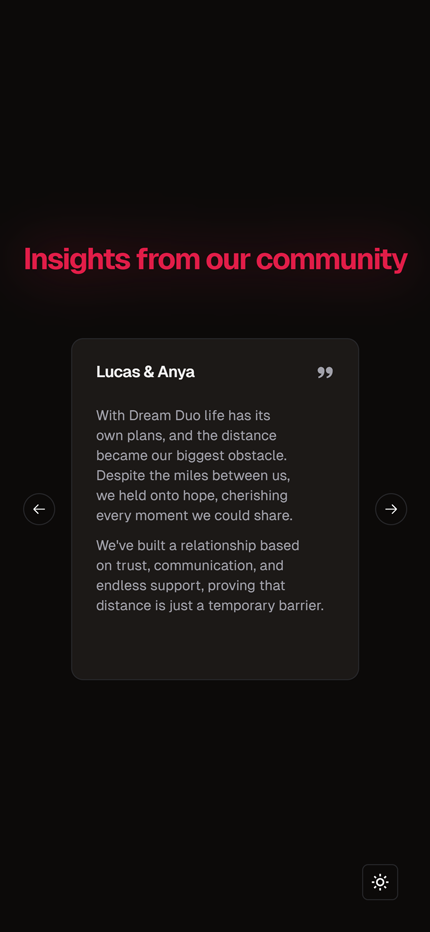 Insights from our community
Lucas & Anya
With Dream Duo life has its
own plans, and the distance
became our biggest obstacle.
Despite the miles between us,
we held onto hope, cherishing
every moment we could share.
We've built a relationship based
on trust, communication, and
endless support, proving that
distance is just a temporary barrier.